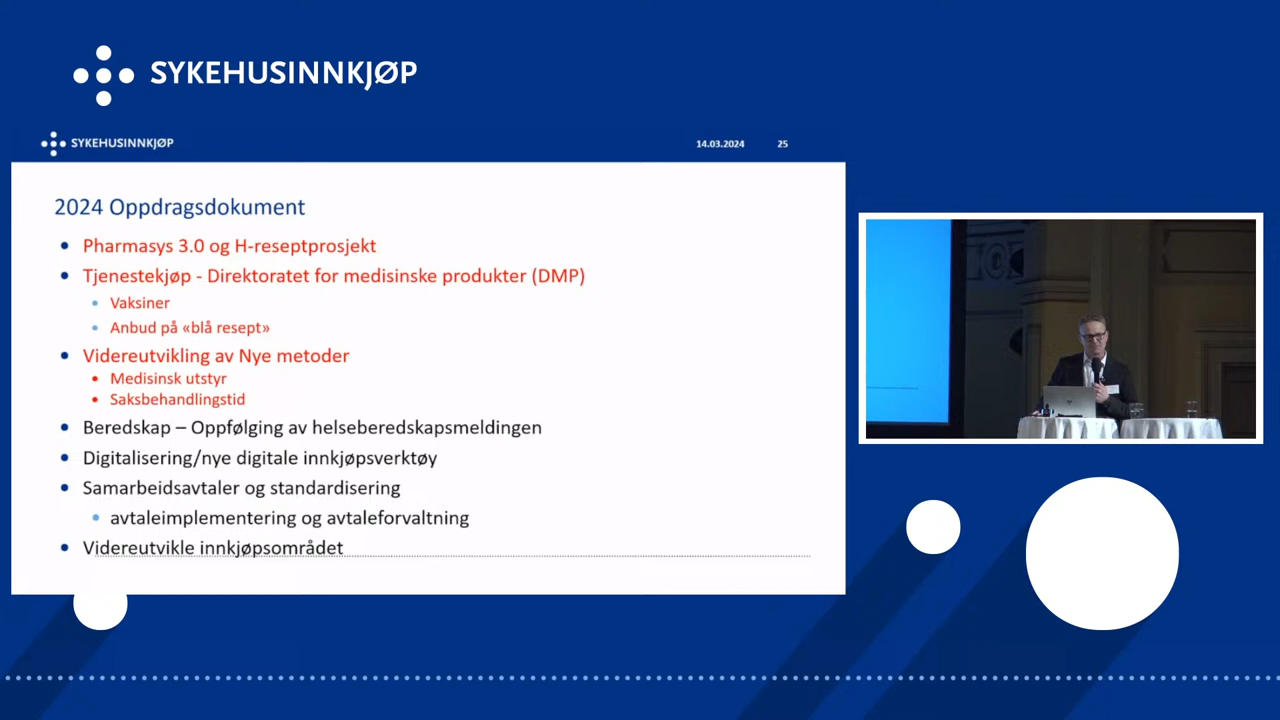 SYKEHUSINNKJØP
SYKEHUSINNKJØP
14.03.2024 25
2024 Oppdragsdokument
Pharmasys 3.0 og H-reseptprosjekt
Tjenestekjøp - Direktoratet for medisinske produkter (DMP)
Vaksiner
Anbud på «blå resept»
Videreutvikling av Nye metoder
Medisinsk utstyr
Saksbehandlingstid
Beredskap – Oppfølging av helseberedskapsmeldingen
Digitalisering/nye digitale innkjøpsverktøy
Samarbeidsavtaler og standardisering
avtaleimplementering og avtaleforvaltning
Videreutvikle innkjøpsområdet